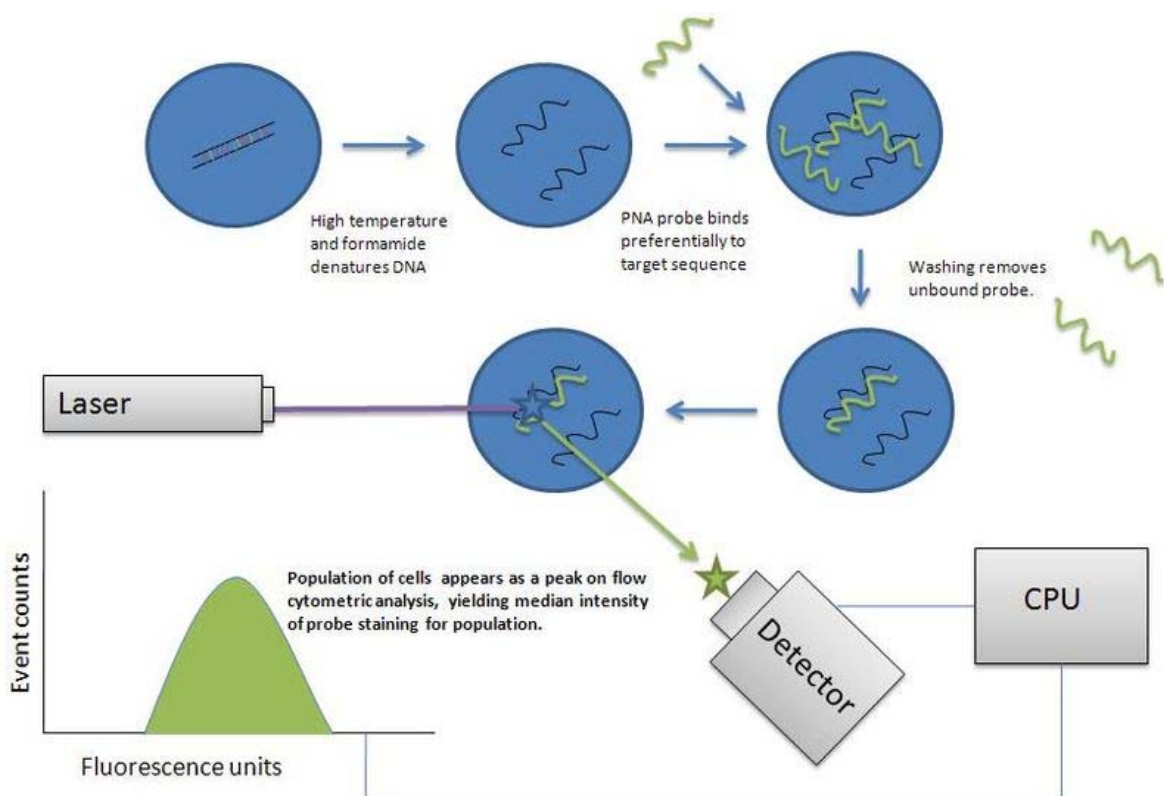 High temperature
and formamide
denatures DNA
PNA probe binds
preferentially to
target sequence
Washing removes
unbound probe.
Laser
Population of cells appears as a peak on flow
cytometric analysis, yielding median intensity
of probe staining for population.
Detector
CPU
Event counts
Fluorescence units